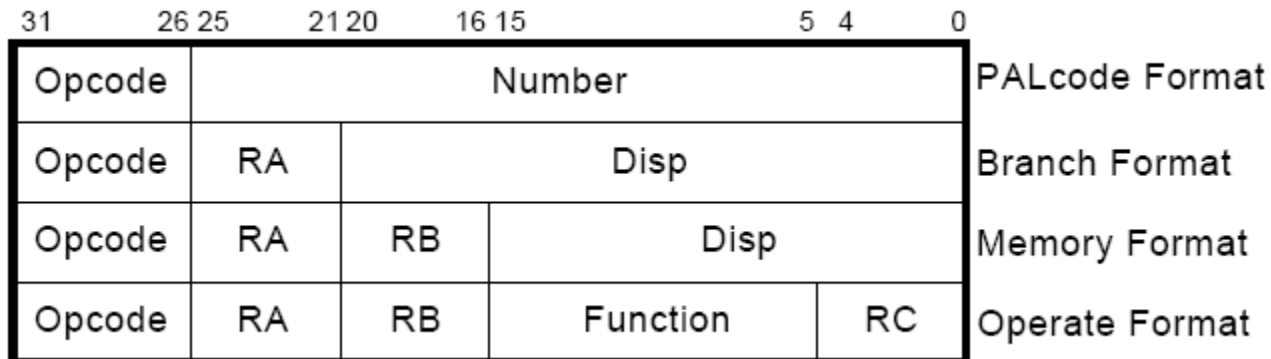 31 26 25 21 20 16 15 5 4 0
Opcode Number PALcode Format
Opcode RA Disp Branch Format
Opcode RA RB Disp Memory Format
Opcode RA RB Function RC Operate Format